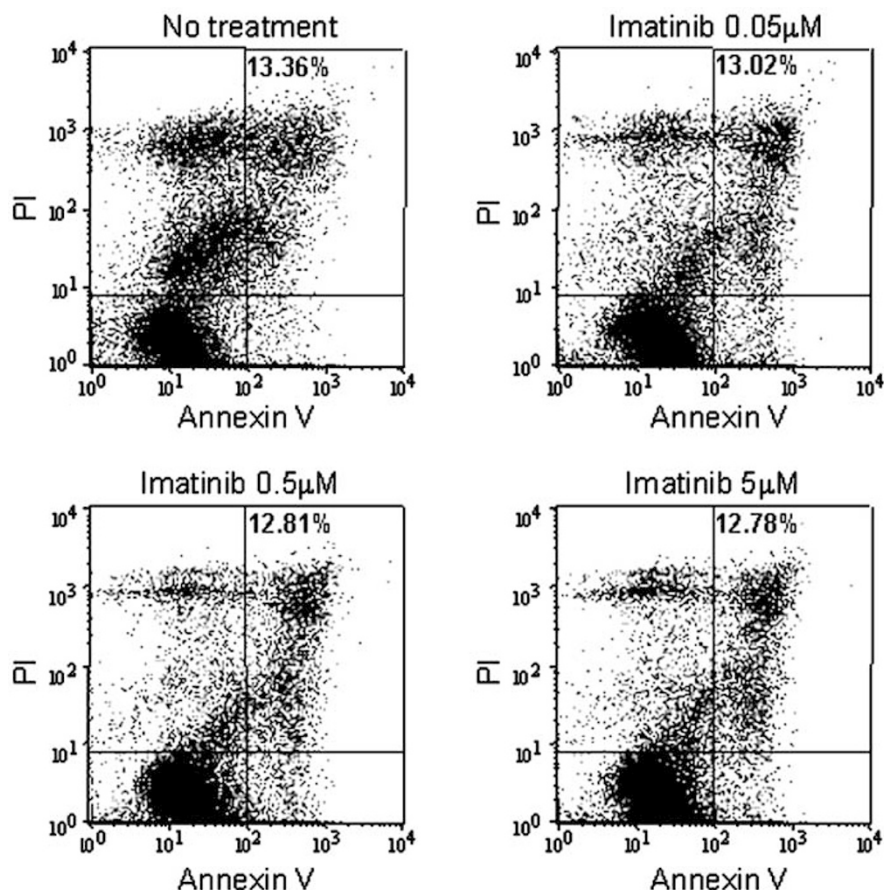 No treatment
13.36%
10⁴
10³
10²
10¹
10⁰
PI
10⁰ 10¹ 10² 10³ 10⁴
Annexin V
Imatinib 0.05μM
13.02%
10⁴
10³
10²
10¹
10⁰
PI
10⁰ 10¹ 10² 10³ 10⁴
Annexin V
Imatinib 0.5μM
12.81%
10⁴
10³
10²
10¹
10⁰
PI
10⁰ 10¹ 10² 10³ 10⁴
Annexin V
Imatinib 5μM
12.78%
10⁴
10³
10²
10¹
10⁰
PI
10⁰ 10¹ 10² 10³ 10⁴
Annexin V